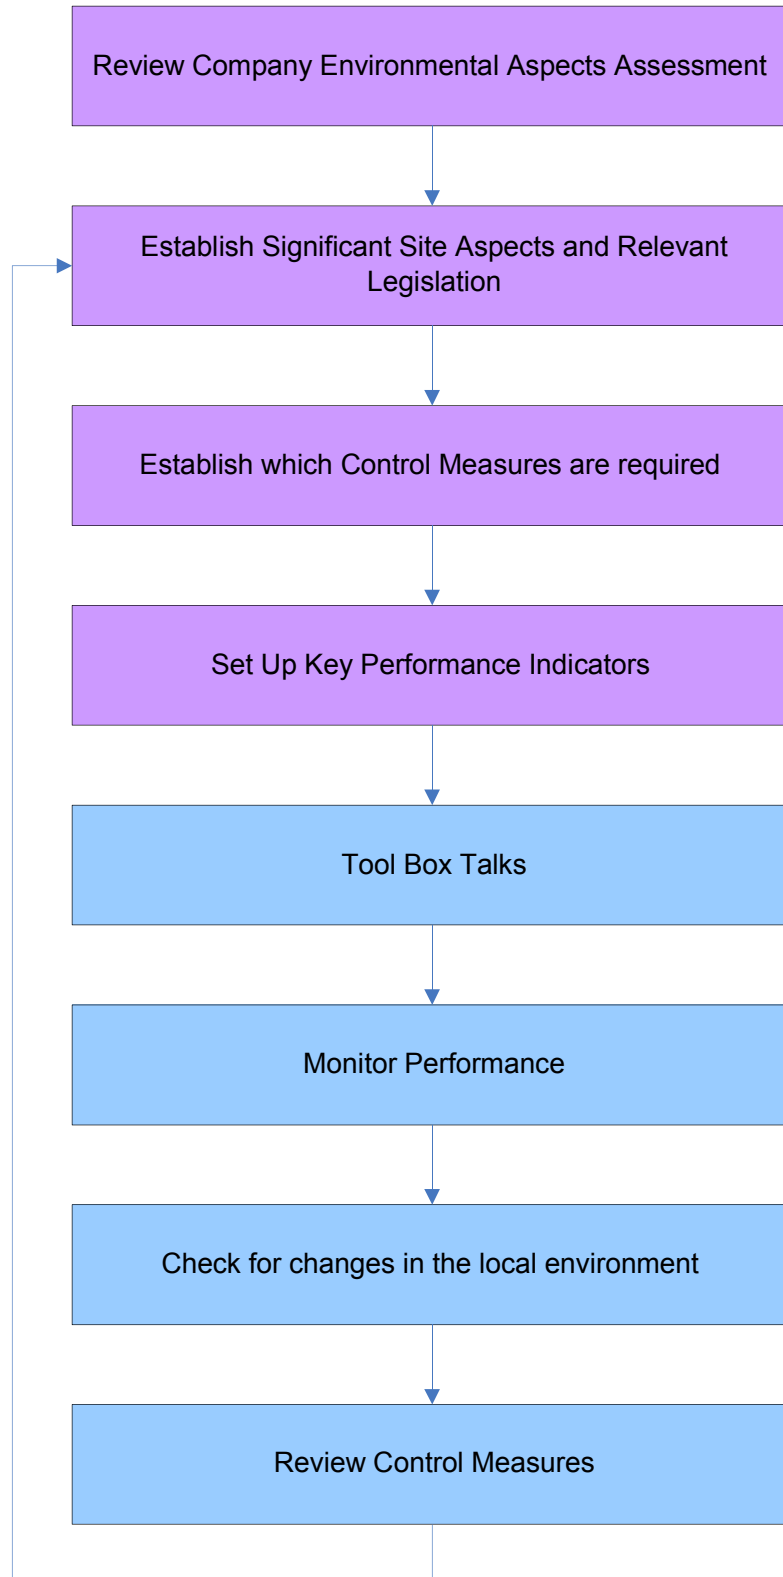 Review Company Environmental Aspects Assessment
Establish Significant Site Aspects and Relevant
Legislation
Establish which Control Measures are required
Set Up Key Performance Indicators
Tool Box Talks
Monitor Performance
Check for changes in the local environment
Review Control Measures